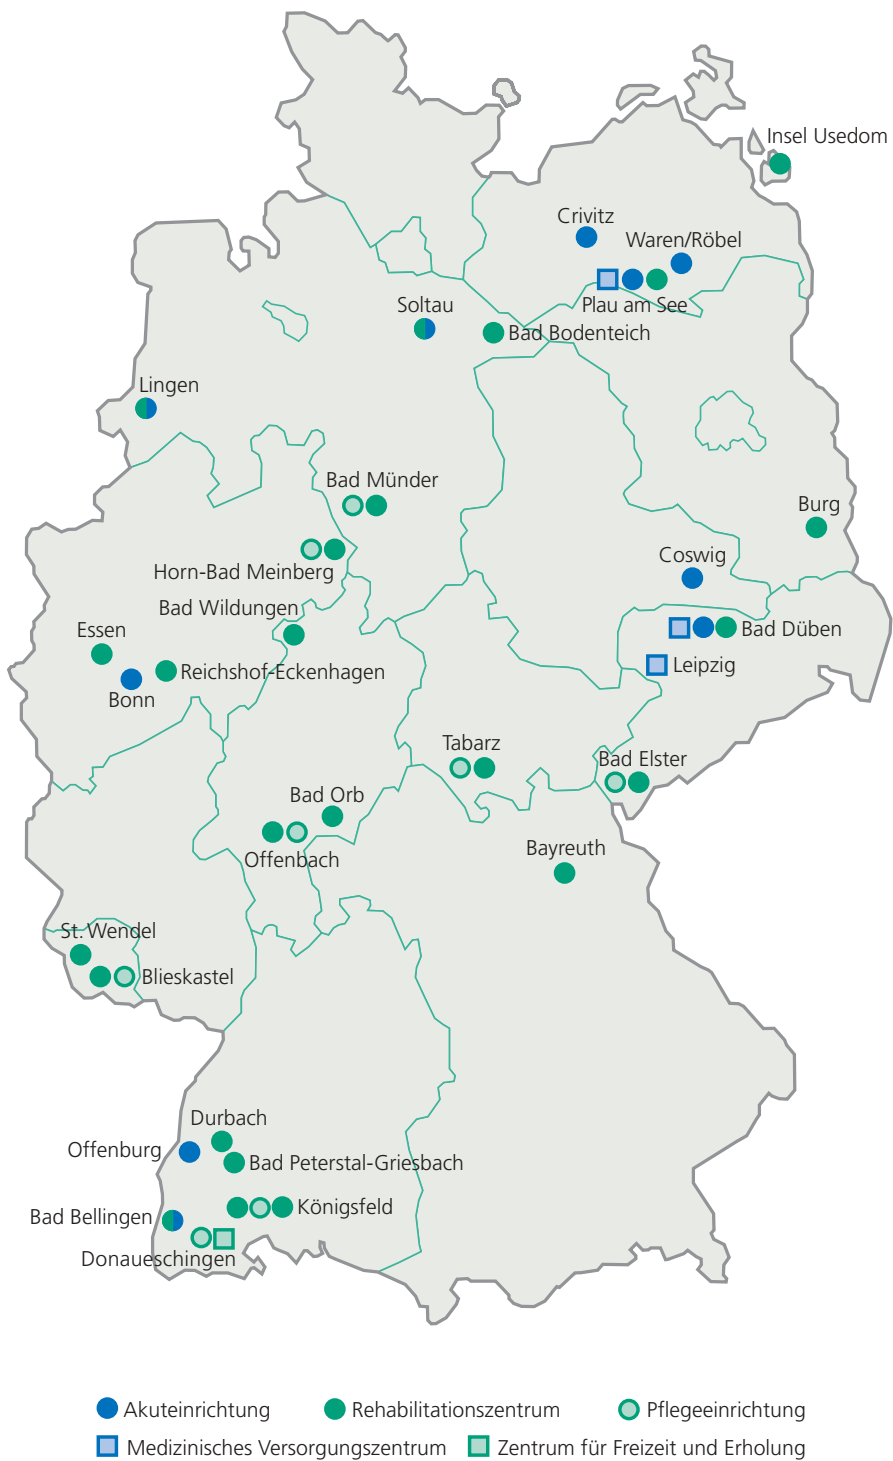 Insel Usedom
Crivitz
Waren/Röbel
Plau am See
Soltau
Bad Bodenteich
Lingen
Bad Münder
Burg
Horn-Bad Meinberg
Coswig
Bad Wildungen
Essen
Bad Düben
Reichshof-Eckenhagen
Leipzig
Bonn
Tabarz
Bad Elster
Bad Orb
Offenbach
Bayreuth
St. Wendel
Blieskastel
Durbach
Offenburg
Bad Peterstal-Griesbach
Königsfeld
Bad Bellingen
Donaueschingen
Akuteinrichtung
Rehabilitationszentrum
Pflegeeinrichtung
Medizinisches Versorgungszentrum
Zentrum für Freizeit und Erholung